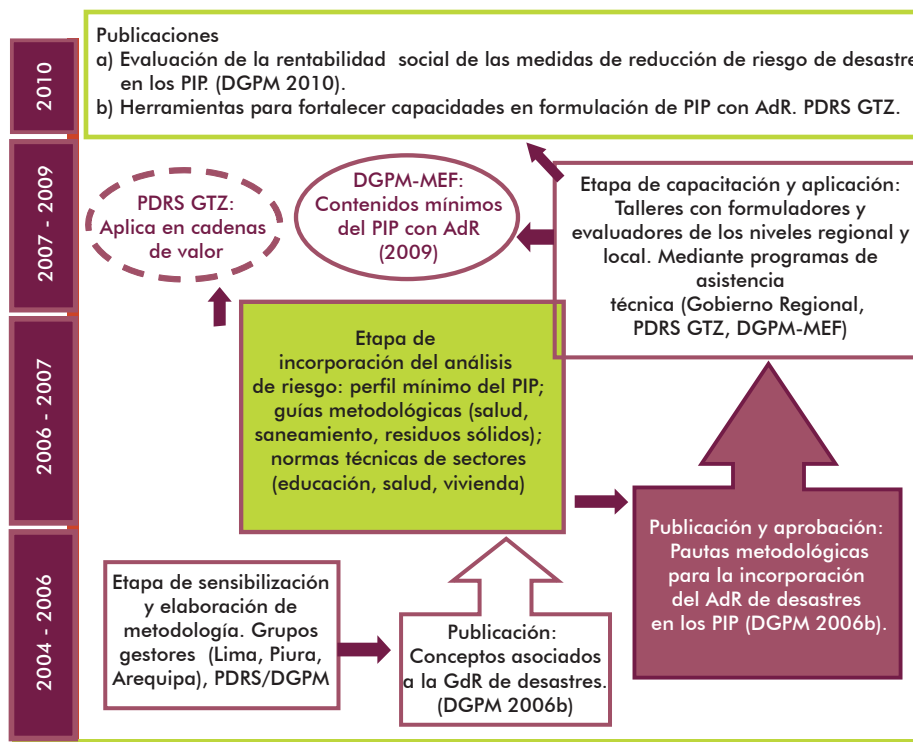 2010
Publicaciones
a) Evaluación de la rentabilidad social de las medidas de reducción de riesgo de desastre
en los PIP. (DGPM 2010).
b) Herramientas para fortalecer capacidades en formulación de PIP con AdR. PDRS GTZ.
2007 - 2009
PDRS GTZ:
Aplica en cadenas
de valor
DGPM-MEF:
Contenidos mínimos
del PIP con AdR
(2009)
Etapa de capacitación y aplicación:
Talleres con formuladores y
evaluadores de los niveles regional y
local. Mediante programas de
asistencia
técnica (Gobierno Regional,
PDRS GTZ, DGPM-MEF)
2006 - 2007
Etapa de
incorporación del análisis
de riesgo: perfil mínimo del PIP;
guías metodológicas (salud,
saneamiento, residuos sólidos);
normas técnicas de sectores
(educación, salud, vivienda)
2004 - 2006
Etapa de sensibilización
y elaboración de
metodología. Grupos
gestores (Lima, Piura,
Arequipa), PDRS/DGPM
Publicación:
Conceptos asociados
a la GdR de desastres.
(DGPM 2006b)
Publicación y aprobación:
Pautas metodológicas
para la incorporación
del AdR de desastres
en los PIP (DGPM 2006b).